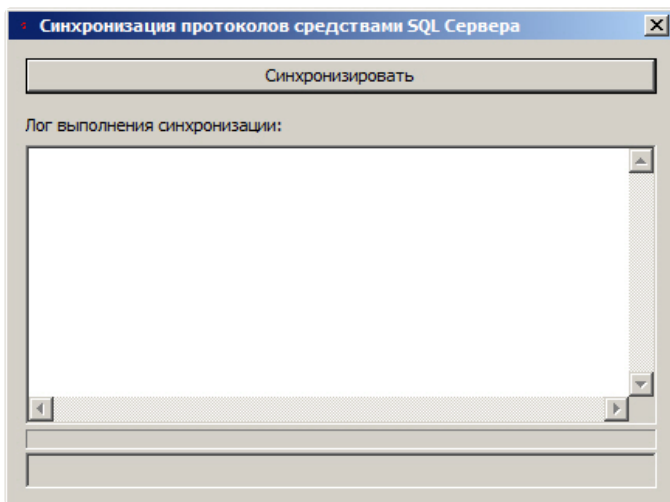 Синхронизация протоколов средствами SQL Сервера
Синхронизировать
Лог выполнения синхронизации: